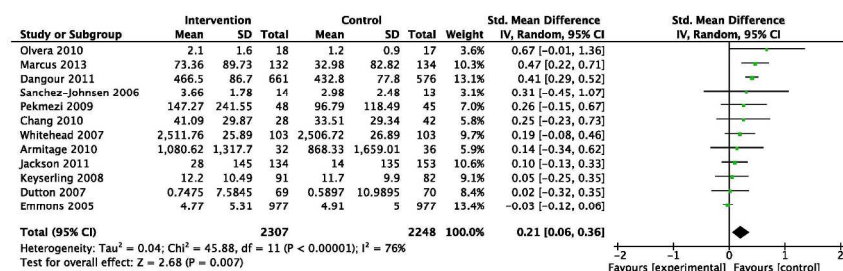 Intervention Control Std. Mean Difference Std. Mean Difference
Study or Subgroup Mean SD Total Mean SD Total Weight IV, Random, 95% CI IV, Random, 95% CI
Olvera 2010 2.1 1.6 18 1.2 0.9 17 3.6% 0.67 [-0.01, 1.36]
Marcus 2013 73.36 89.73 132 32.98 82.82 134 10.3% 0.47 [0.22, 0.71]
Dangour 2011 466.5 86.7 661 432.8 77.8 576 12.8% 0.41 [0.29, 0.52]
Sanchez-Johnsen 2006 3.66 1.78 14 2.98 2.48 13 3.1% 0.31 [-0.45, 1.07]
Pekmezi 2009 147.27 241.55 48 96.79 118.49 45 7.0% 0.26 [-0.15, 0.67]
Chang 2010 41.09 29.87 28 33.51 29.34 42 5.9% 0.25 [-0.23, 0.73]
Whitehead 2007 2,511.76 25.89 103 2,506.72 26.89 103 9.7% 0.19 [-0.08, 0.46]
Armitage 2010 1,080.62 1,317.7 32 868.33 1,659.01 36 5.9% 0.14 [-0.34, 0.62]
Jackson 2011 28 145 134 14 135 153 10.6% 0.10 [-0.13, 0.33]
Keyserling 2008 12.2 10.49 91 11.7 9.9 82 9.1% 0.05 [-0.25, 0.35]
Dutton 2007 0.7475 7.5845 69 0.5897 10.9895 70 8.4% 0.02 [-0.32, 0.35]
Emmons 2005 4.77 5.31 977 4.91 5 977 13.4% -0.03 [-0.12, 0.06]
Total (95% CI) 2307 2248 100.0% 0.21 [0.06, 0.36]
Heterogeneity: Tau² = 0.04; Chi² = 45.88, df = 11 (P < 0.00001); I² = 76%
Test for overall effect: Z = 2.68 (P = 0.007)
-2 -1 0 1 2
Favours [experimental] Favours [control]